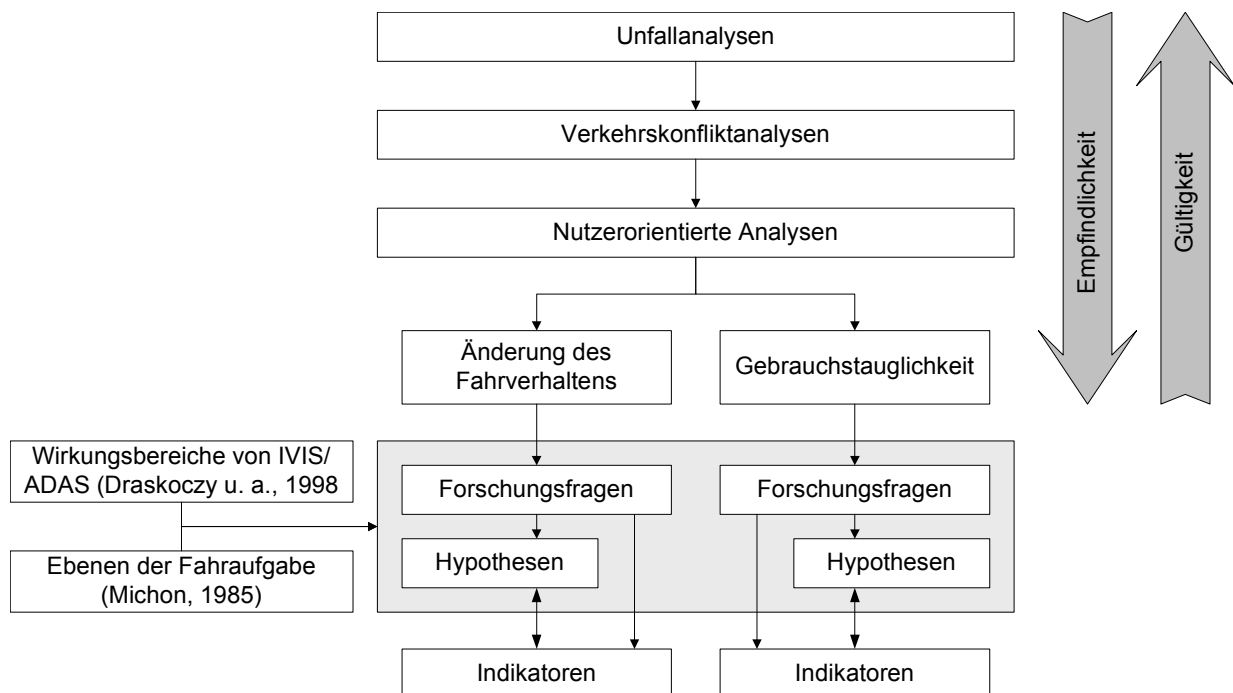 Unfallanalysen
Verkehrskonfliktanalysen
Nutzerorientierte Analysen
Empfindlichkeit
Gültigkeit
Änderung des
Fahrverhaltens
Gebrauchstauglichkeit
Wirkungsbereiche von IVIS/
ADAS (Draskoczy u. a., 1998
Ebenen der Fahraufgabe
(Michon, 1985)
Forschungsfragen
Forschungsfragen
Hypothesen
Hypothesen
Indikatoren
Indikatoren